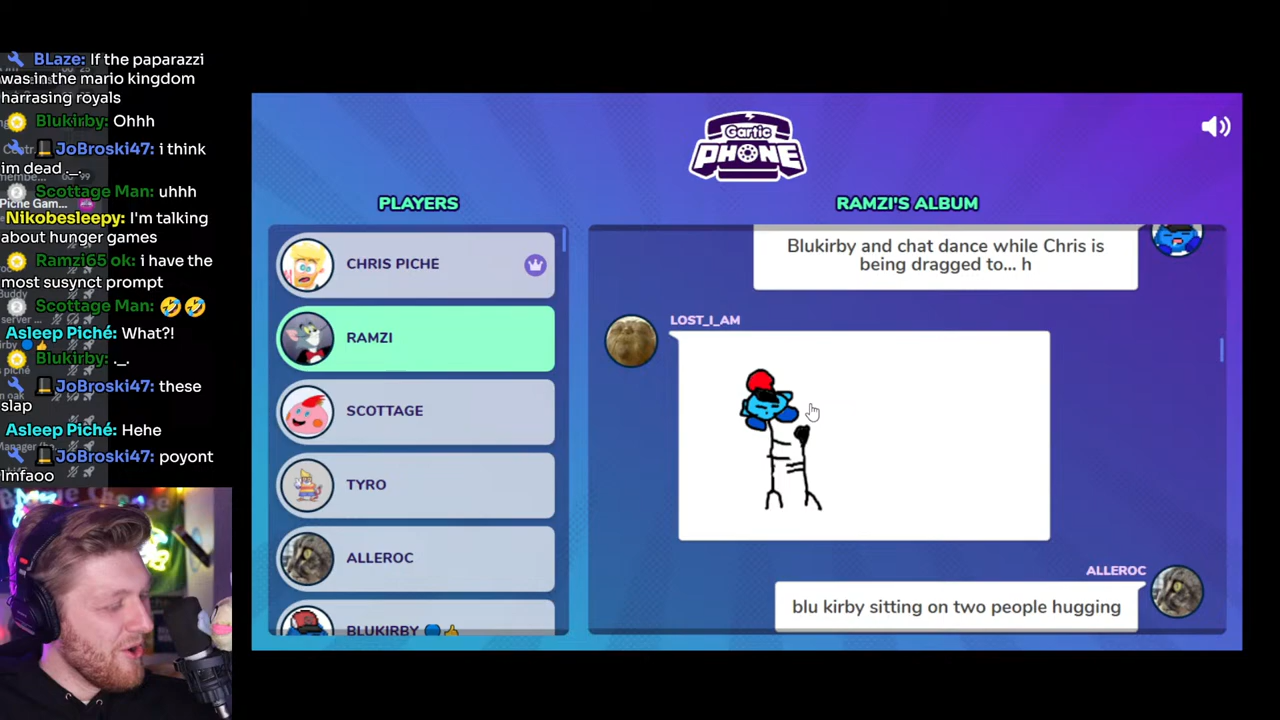 BLaze: If the paparazzi
was in the mario kingdom
harrasing royals
Blukirby: Ohhh
JoBroski47: i think
im dead ._.
Scottage Man: uhhh
Nikobesleepy: I'm talking
about hunger games
Ramzi65 ok: i have the
most susynct prompt
Scottage Man: 🤣🤣
Asleep Piché: What?!
Blukirby: ._.
JoBroski47: these
slap
Asleep Piché: Hehe
JoBroski47: poyont
lmfaoo
Gartic
PHONE
PLAYERS
CHRIS PICHE
RAMZI
SCOTTAGE
TYRO
ALLEROC
BLUKIRBY 🔵👍
RAMZI'S ALBUM
Blukirby and chat dance while Chris is
being dragged to... h
LOST_I_AM
ALLEROC
blu kirby sitting on two people hugging